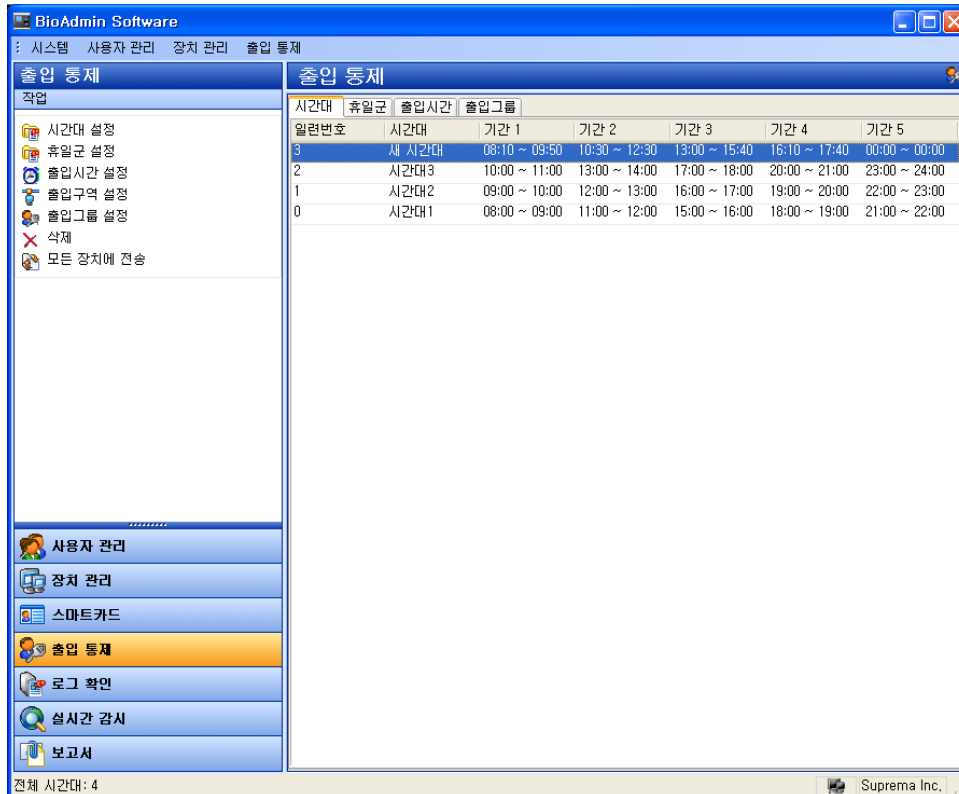 BioAdmin Software
시스템 사용자 관리 장치 관리 출입 통제
출입 통제
작업
시간대 설정
휴일군 설정
출입시간 설정
출입구역 설정
출입그룹 설정
삭제
모든 장치에 전송
사용자 관리
장치 관리
스마트카드
출입 통제
로그 확인
실시간 감시
보고서
출입 통제
시간대 휴일군 출입시간 출입그룹
일련번호 시간대 기간 1 기간 2 기간 3 기간 4 기간 5
3 새 시간대 08:10 ~ 09:50 10:30 ~ 12:30 13:00 ~ 15:40 16:10 ~ 17:40 00:00 ~ 00:00
2 시간대3 10:00 ~ 11:00 13:00 ~ 14:00 17:00 ~ 18:00 20:00 ~ 21:00 23:00 ~ 24:00
1 시간대2 09:00 ~ 10:00 12:00 ~ 13:00 16:00 ~ 17:00 19:00 ~ 20:00 22:00 ~ 23:00
0 시간대1 08:00 ~ 09:00 11:00 ~ 12:00 15:00 ~ 16:00 18:00 ~ 19:00 21:00 ~ 22:00
전체 시간대: 4 Suprema Inc.